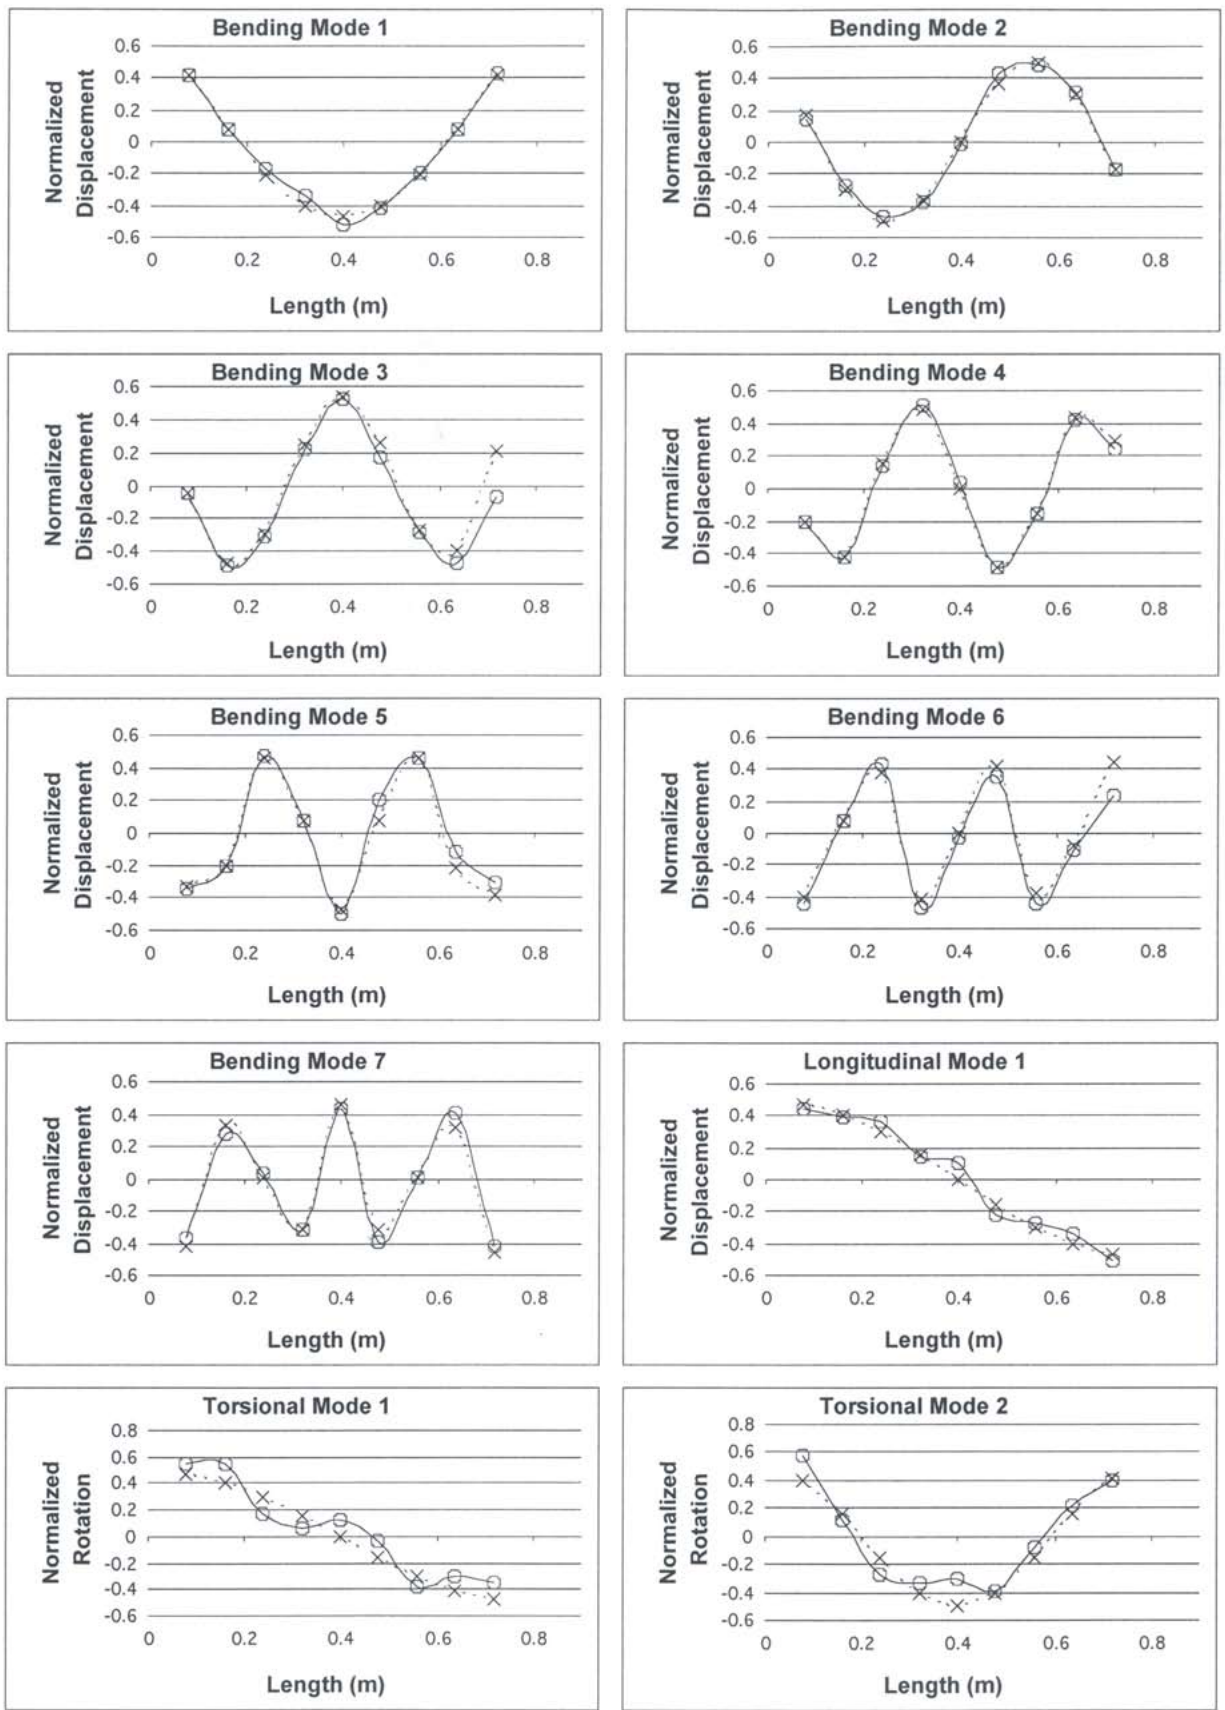 Bending Mode 1
Normalized
Displacement
0.6
0.4
0.2
0
-0.2
-0.4
-0.6
0 0.2 0.4 0.6 0.8
Length (m)
Bending Mode 2
Normalized
Displacement
0.6
0.4
0.2
0
-0.2
-0.4
-0.6
0 0.2 0.4 0.6 0.8
Length (m)
Bending Mode 3
Normalized
Displacement
0.6
0.4
0.2
0
-0.2
-0.4
-0.6
0 0.2 0.4 0.6 0.8
Length (m)
Bending Mode 4
Normalized
Displacement
0.6
0.4
0.2
0
-0.2
-0.4
-0.6
0 0.2 0.4 0.6 0.8
Length (m)
Bending Mode 5
Normalized
Displacement
0.6
0.4
0.2
0
-0.2
-0.4
-0.6
0 0.2 0.4 0.6 0.8
Length (m)
Bending Mode 6
Normalized
Displacement
0.6
0.4
0.2
0
-0.2
-0.4
-0.6
0 0.2 0.4 0.6 0.8
Length (m)
Bending Mode 7
Normalized
Displacement
0.6
0.4
0.2
0
-0.2
-0.4
-0.6
0 0.2 0.4 0.6 0.8
Length (m)
Longitudinal Mode 1
Normalized
Displacement
0.6
0.4
0.2
0
-0.2
-0.4
-0.6
0 0.2 0.4 0.6 0.8
Length (m)
Torsional Mode 1
Normalized
Rotation
0.8
0.6
0.4
0.2
0
-0.2
-0.4
-0.6
0 0.2 0.4 0.6 0.8
Length (m)
Torsional Mode 2
Normalized
Rotation
0.8
0.6
0.4
0.2
0
-0.2
-0.4
-0.6
0 0.2 0.4 0.6 0.8
Length (m)